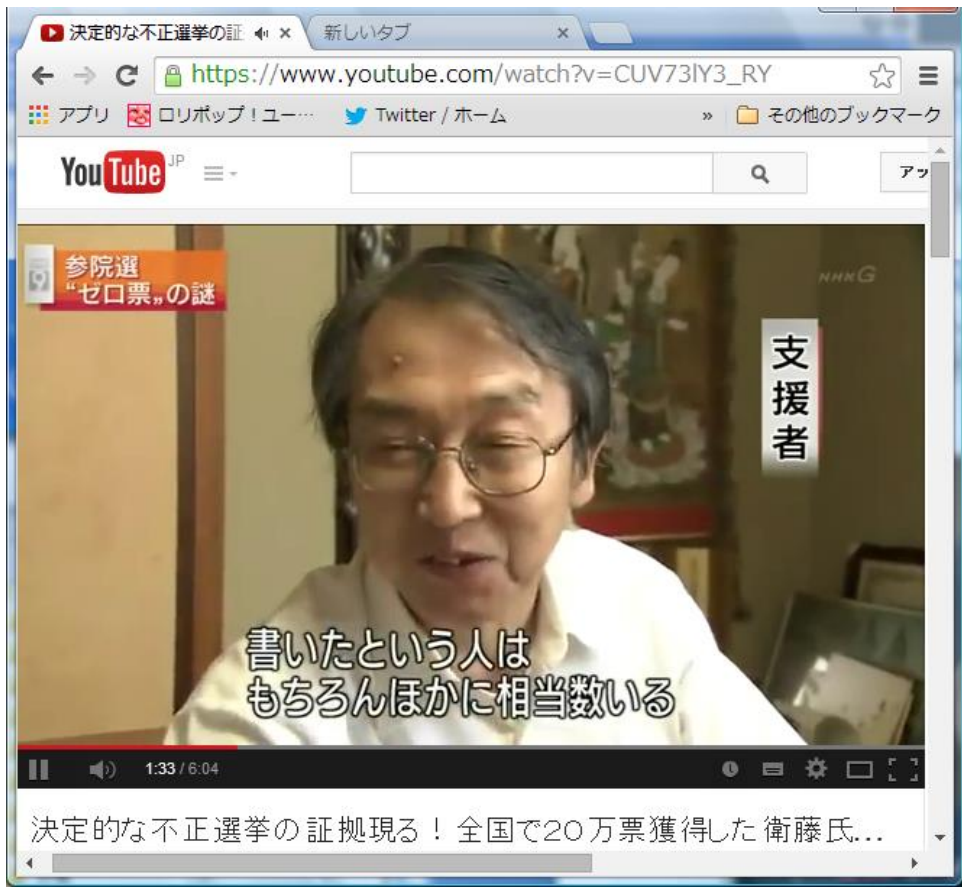 決定的な不正選挙の証
新しいタブ
https://www.youtube.com/watch?v=CUV73lY3_RY
アプリ ロリポップ!ユー… Twitter / ホーム » その他のブックマーク
YouTube JP
アッ
参院選
“ゼロ票„の謎
NHK G
支援者
書いたという人は
もちろんほかに相当数いる
1:33 / 6:04
決定的な不正選挙の証拠現る!全国で20万票獲得した衛藤氏...